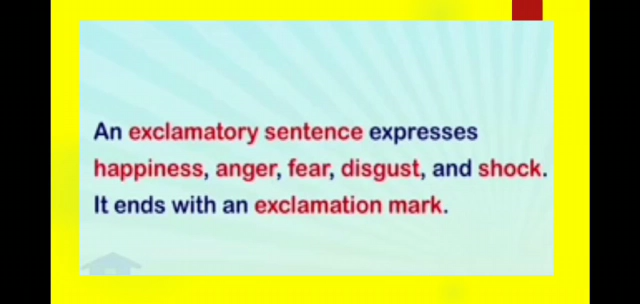 An exclamatory sentence expresses
happiness, anger, fear, disgust, and shock.
It ends with an exclamation mark.